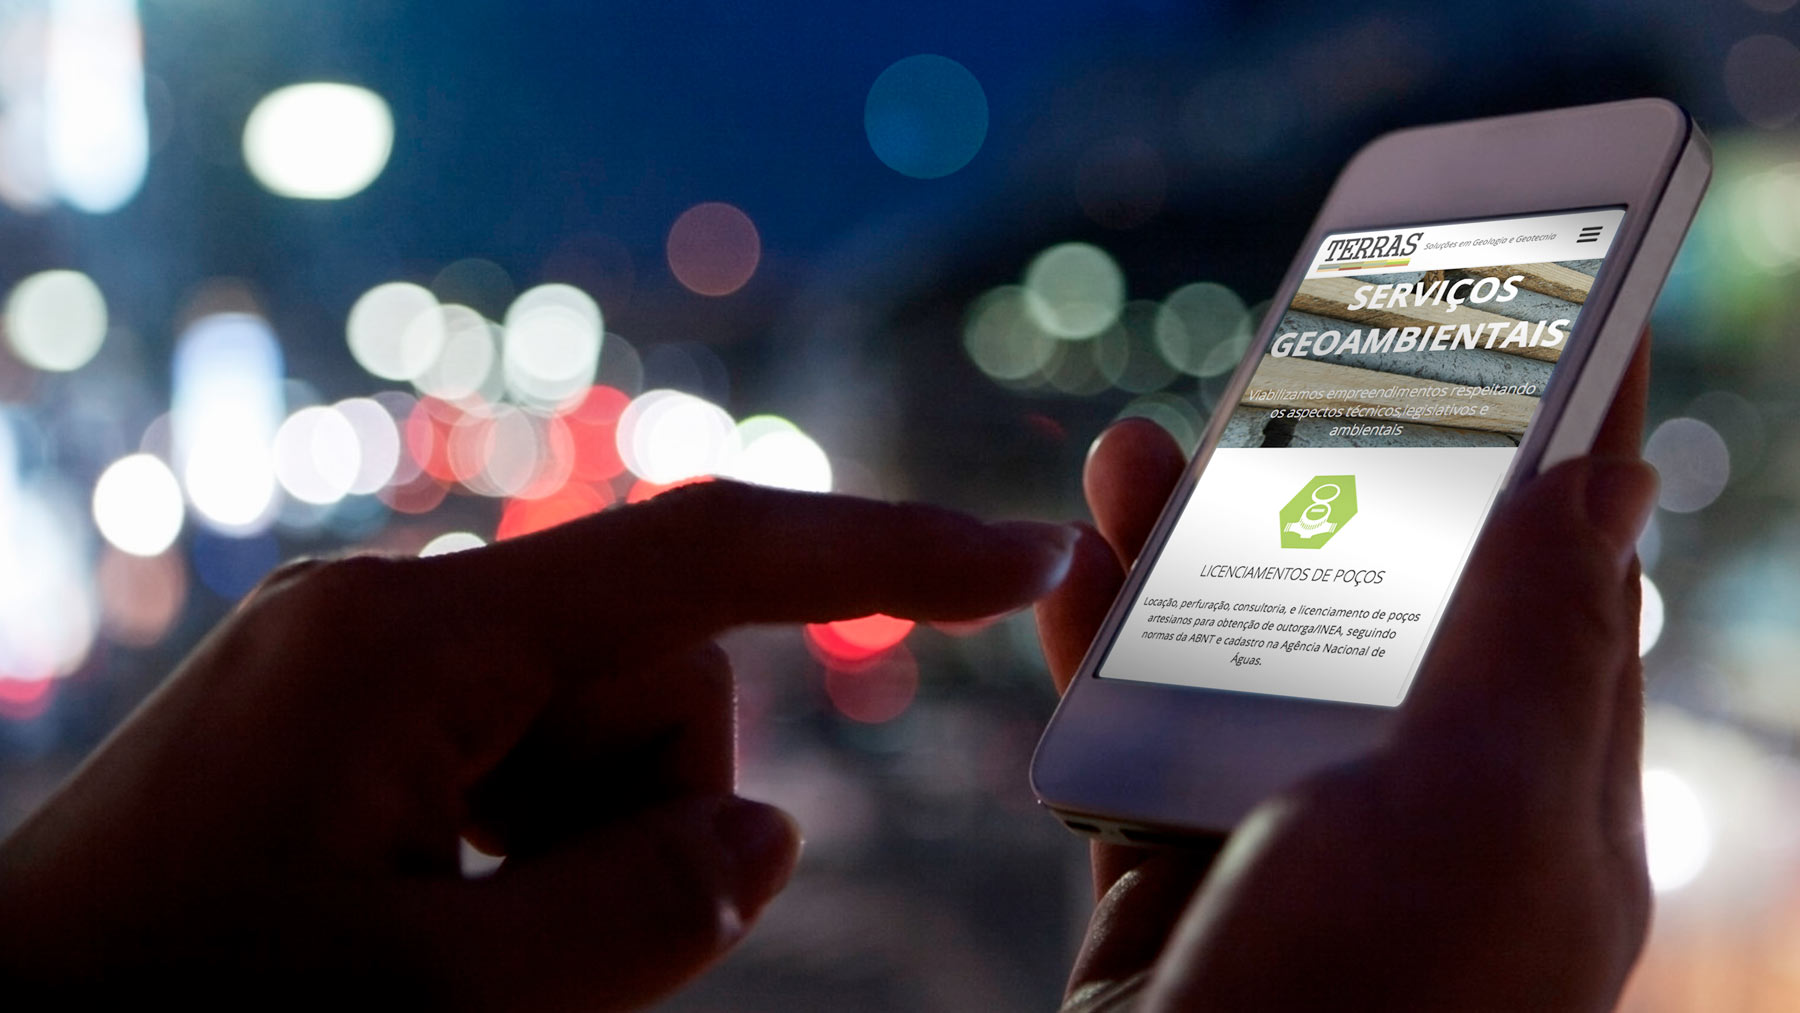 TERRAS Soluções em Geologia e Geotecnia
SERVIÇOS
GEOAMBIENTAIS
Viabilizamos empreendimentos respeitando
os aspectos técnicos,legislativos e
ambientais
LICENCIAMENTOS DE POÇOS
Locação, perfuração, consultoria, e licenciamento de poços
artesianos para obtenção de outorga/INEA, seguindo
normas da ABNT e cadastro na Agência Nacional de
Águas.